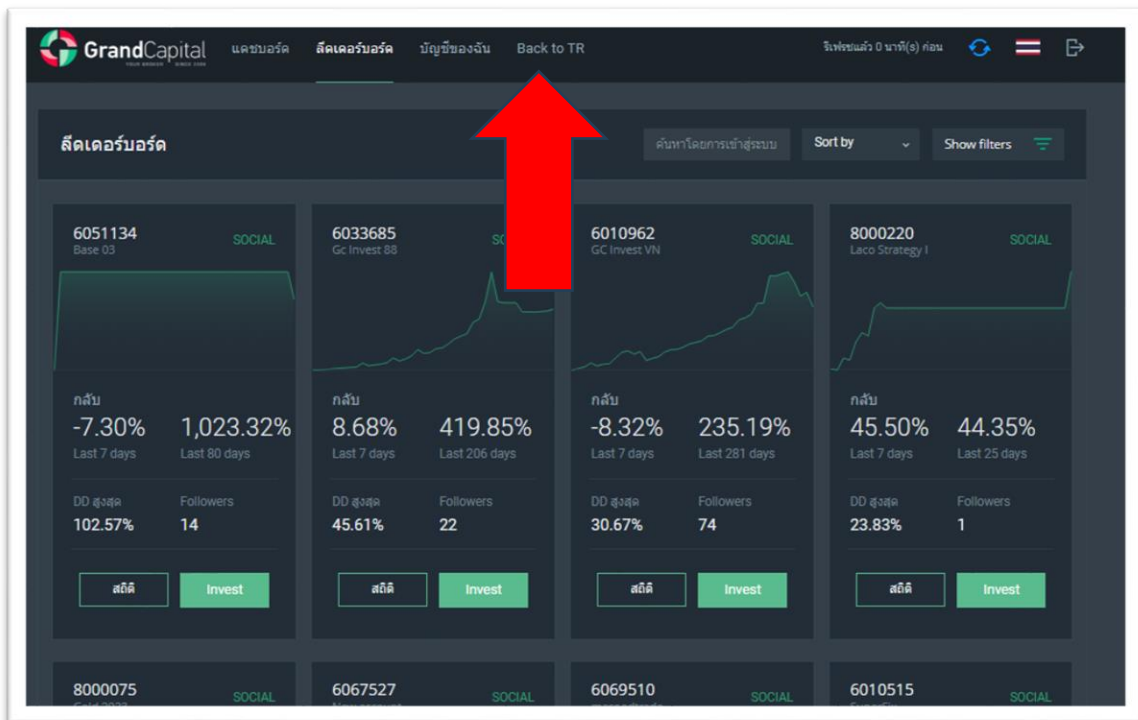 GrandCapital แดชบอร์ด ลีดเดอร์บอร์ด บัญชีของฉัน Back to TR รีเฟรชแล้ว 0 นาที(s) ก่อน
YOUR BROKER SINCE 2006
ลีดเดอร์บอร์ด ค้นหาโดยการเข้าสู่ระบบ Sort by Show filters
6051134 SOCIAL 6033685 6010962 SOCIAL 8000220 SOCIAL
Base 03 Gc Invest 88 GC Invest VN Laco Strategy I
กลับ กลับ กลับ กลับ
-7.30% 1,023.32% 8.68% 419.85% -8.32% 235.19% 45.50% 44.35%
Last 7 days Last 80 days Last 7 days Last 206 days Last 7 days Last 281 days Last 7 days Last 25 days
DD สูงสุด Followers DD สูงสุด Followers DD สูงสุด Followers DD สูงสุด Followers
102.57% 14 45.61% 22 30.67% 74 23.83% 1
สถิติ Invest สถิติ Invest สถิติ Invest สถิติ Invest
8000075 SOCIAL 6067527 SOCIAL 6069510 SOCIAL 6010515 SOCIAL